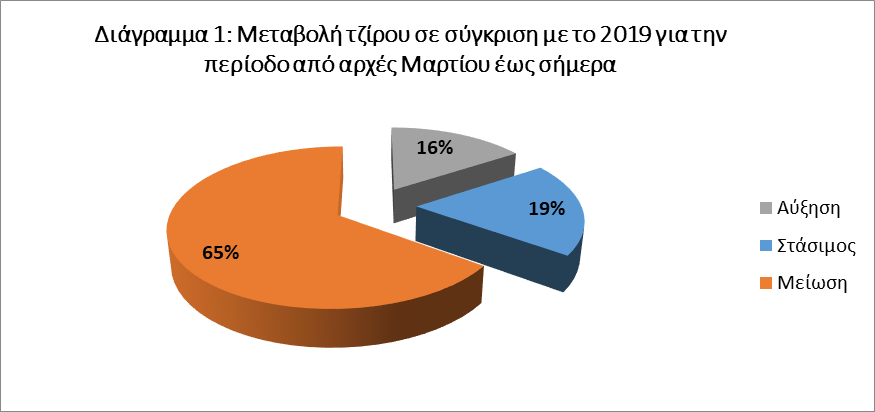 Διάγραμμα 1: Μεταβολή τζίρου σε σύγκριση με το 2019 για την
περίοδο από αρχές Μαρτίου έως σήμερα
16%
19%
65%
Αύξηση
Στάσιμος
Μείωση